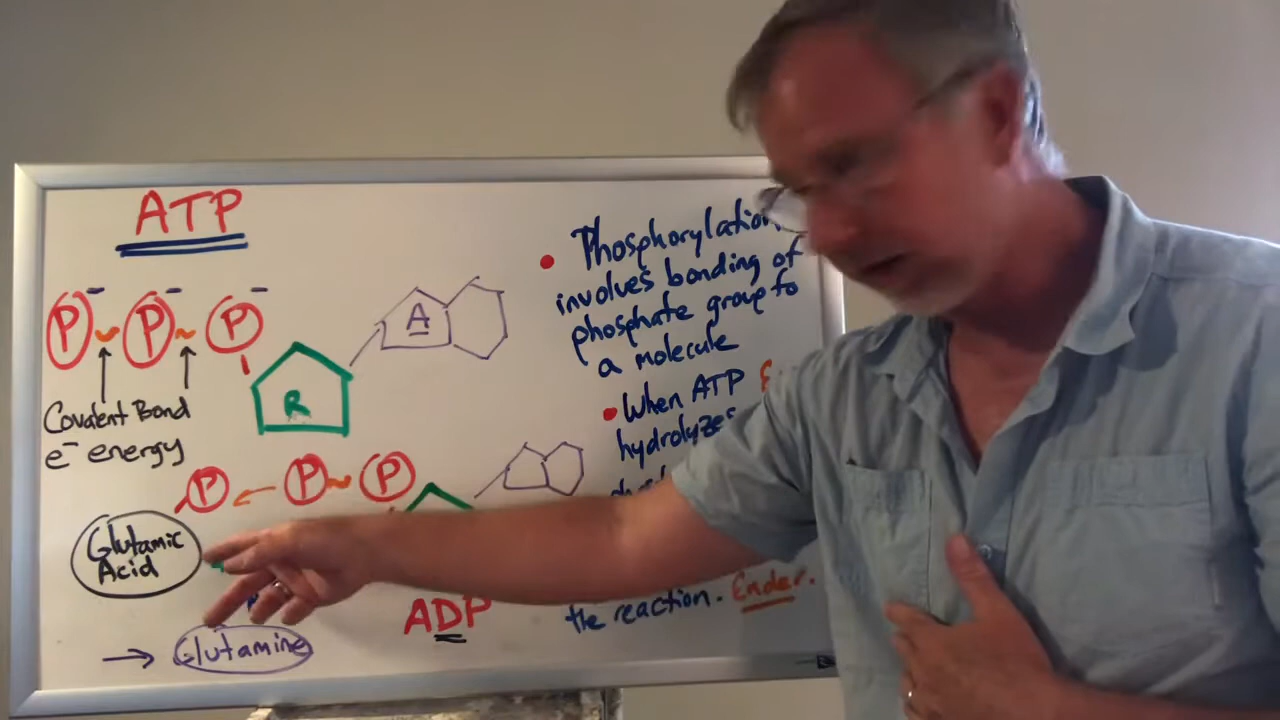 ATP
P P P
A
R
Covalent Bond
e⁻ energy
P P P
Glutamic
Acid
ADP
→ Glutamine
• Phosphorylation
involves bonding of
phosphate group to
a molecule
• When ATP
hydrolyzes
the reaction. Ender.